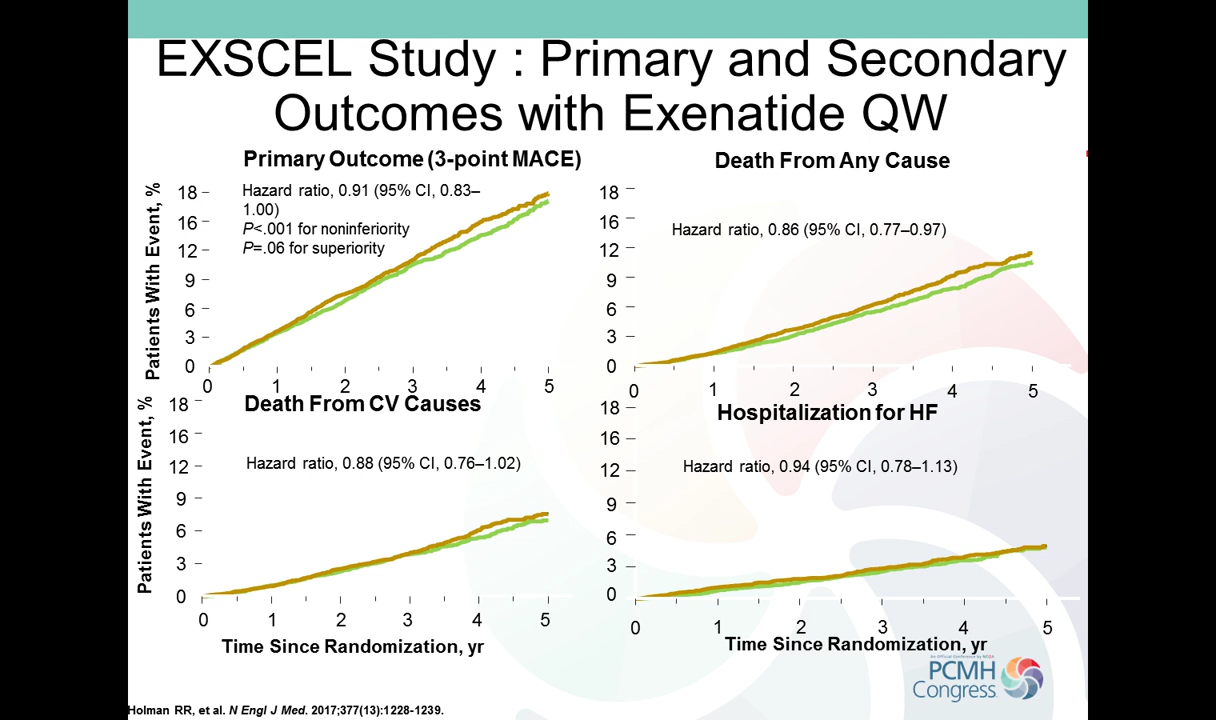 EXSCEL Study : Primary and Secondary
Outcomes with Exenatide QW
Primary Outcome (3-point MACE)
Patients With Event, %
18
16
12
9
6
3
0
Hazard ratio, 0.91 (95% CI, 0.83–
1.00)
P<.001 for noninferiority
P=.06 for superiority
0 1 2 3 4 5
Death From Any Cause
18
16
12
9
6
3
0
Hazard ratio, 0.86 (95% CI, 0.77–0.97)
0 1 2 3 4 5
Death From CV Causes
Patients With Event, %
18
16
12
9
6
3
0
Hazard ratio, 0.88 (95% CI, 0.76–1.02)
0 1 2 3 4 5
Time Since Randomization, yr
Hospitalization for HF
18
16
12
9
6
3
0
Hazard ratio, 0.94 (95% CI, 0.78–1.13)
0 1 2 3 4 5
Time Since Randomization, yr
An Official Conference by NCQA
PCMH
Congress
Holman RR, et al. N Engl J Med. 2017;377(13):1228-1239.